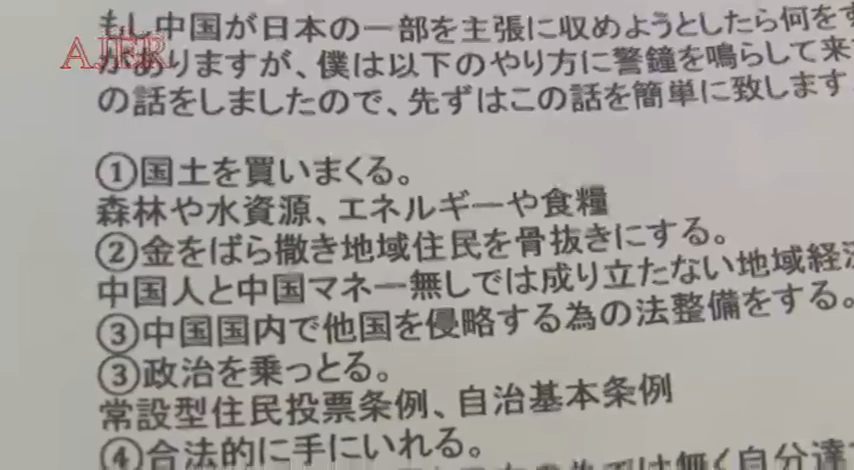 AJER
もし中国が日本の一部を主張に収めようとしたら何をす
がありますが、僕は以下のやり方に警鐘を鳴らして来
の話をしましたので、先ずはこの話を簡単に致します
①国土を買いまくる。
森林や水資源、エネルギーや食糧
②金をばら撒き地域住民を骨抜きにする。
中国人と中国マネー無しでは成り立たない地域経済
③中国国内で他国を侵略する為の法整備をする。
③政治を乗っとる。
常設型住民投票条例、自治基本条例
④合法的に手にいれる。
は無く自分達